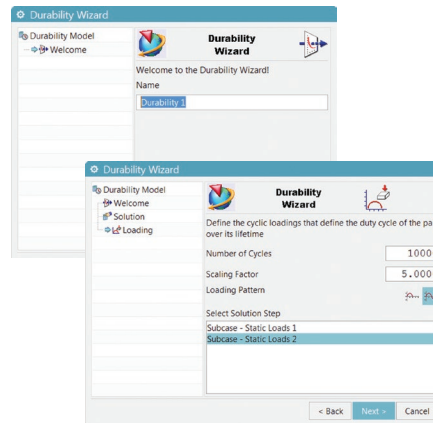 Durability Wizard
Durability Model
Welcome
Durability
Wizard
Welcome to the Durability Wizard!
Name
Durability 1
Durability Wizard
Durability Model
Welcome
Solution
Loading
Durability
Wizard
Define the cyclic loadings that define the duty cycle of the pa
over its lifetime
Number of Cycles
1000
Scaling Factor
5.000
Loading Pattern
Select Solution Step
Subcase - Static Loads 1
Subcase - Static Loads 2
< Back
Next >
Cancel